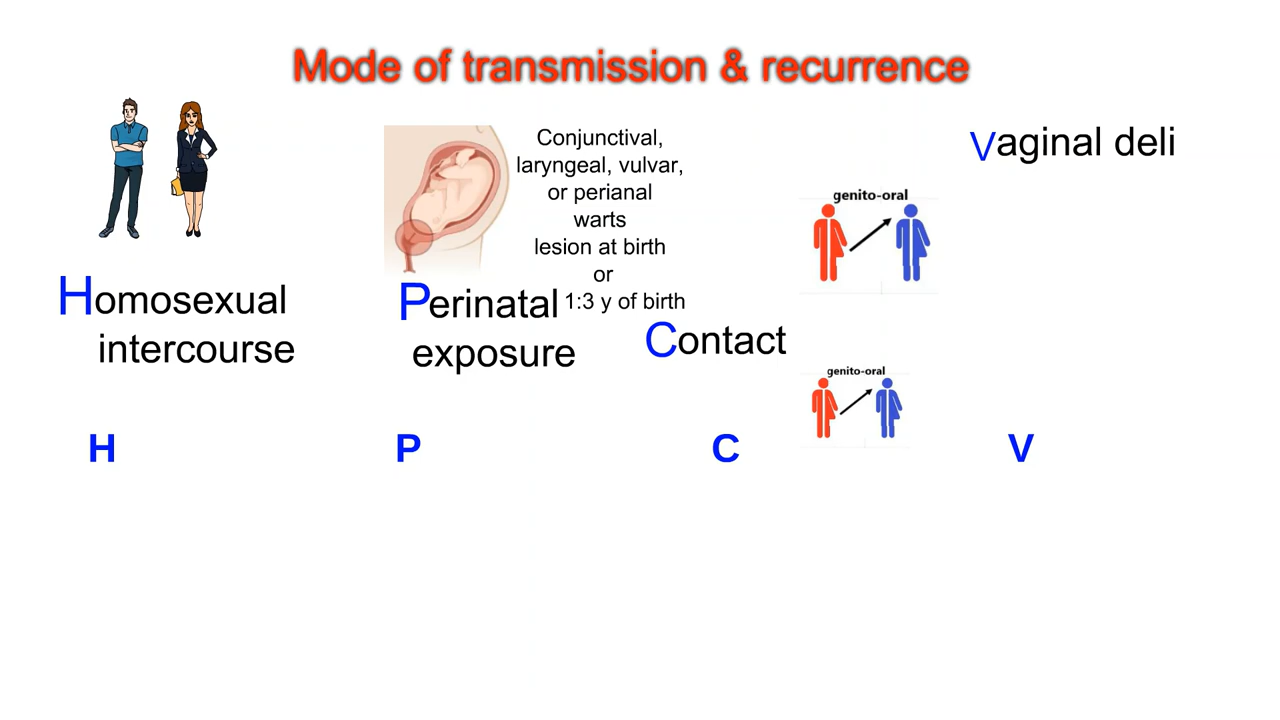 Mode of transmission & recurrence
Homosexual
intercourse
Perinatal
exposure
Conjunctival,
laryngeal, vulvar,
or perianal
warts
lesion at birth
or
1:3 y of birth
Contact
genito-oral
genito-oral
Vaginal deli
H
P
C
V